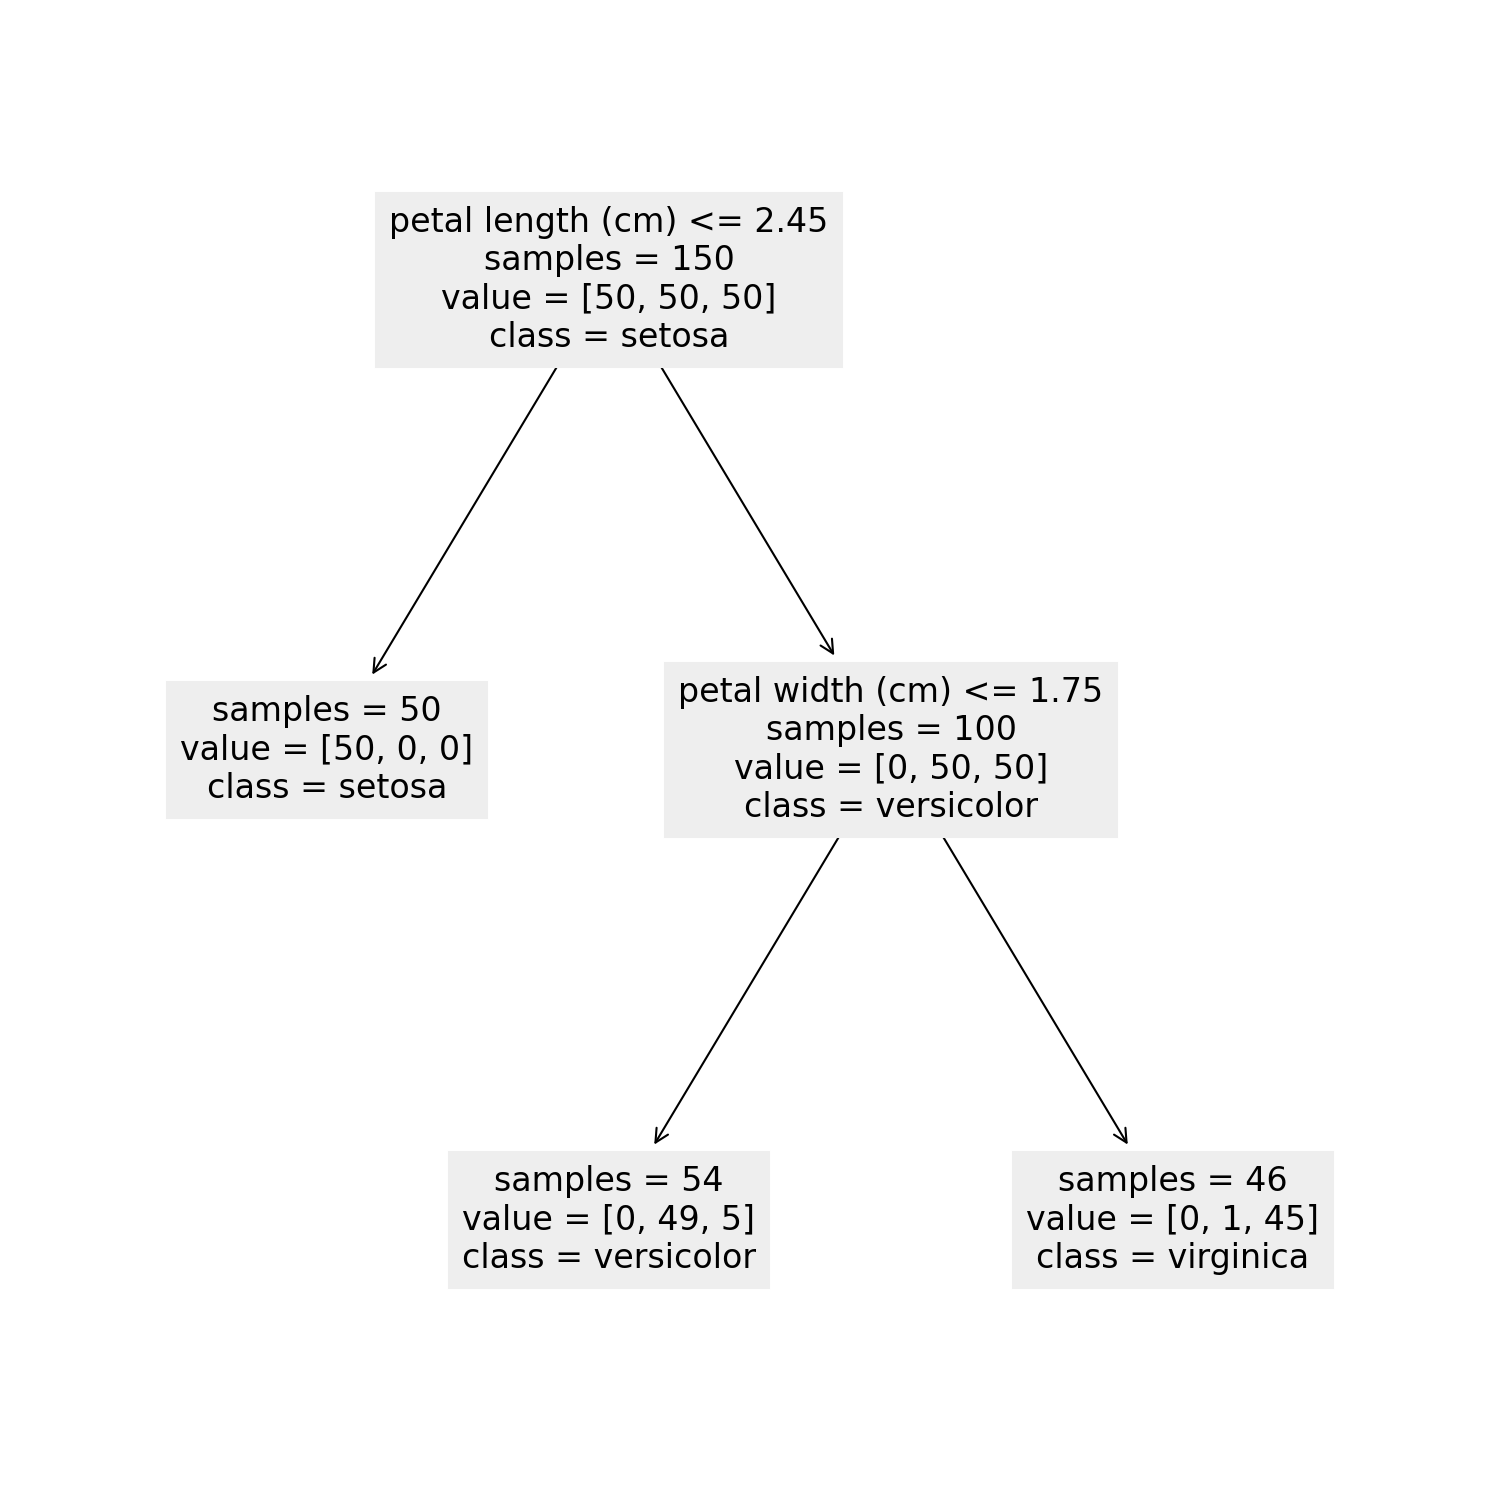 petal length (cm) <= 2.45
samples = 150
value = [50, 50, 50]
class = setosa
samples = 50
value = [50, 0, 0]
class = setosa
petal width (cm) <= 1.75
samples = 100
value = [0, 50, 50]
class = versicolor
samples = 54
value = [0, 49, 5]
class = versicolor
samples = 46
value = [0, 1, 45]
class = virginica